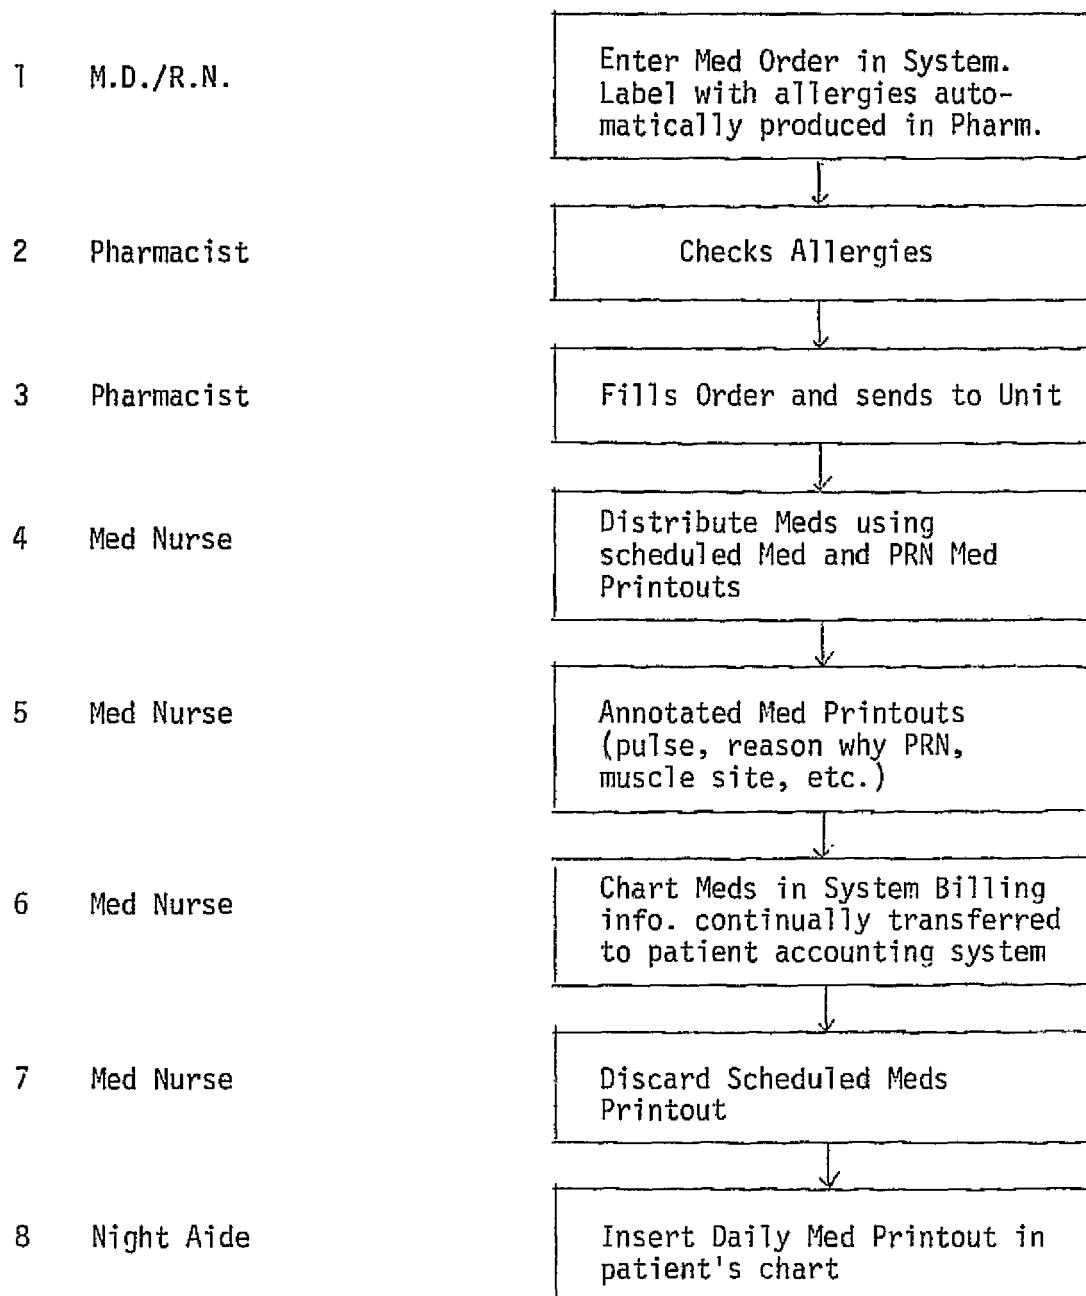 1 M.D./R.N. Enter Med Order in System.
Label with allergies auto-
matically produced in Pharm.
2 Pharmacist Checks Allergies
3 Pharmacist Fills Order and sends to Unit
4 Med Nurse Distribute Meds using
scheduled Med and PRN Med
Printouts
5 Med Nurse Annotated Med Printouts
(pulse, reason why PRN,
muscle site, etc.)
6 Med Nurse Chart Meds in System Billing
info. continually transferred
to patient accounting system
7 Med Nurse Discard Scheduled Meds
Printout
8 Night Aide Insert Daily Med Printout in
patient's chart